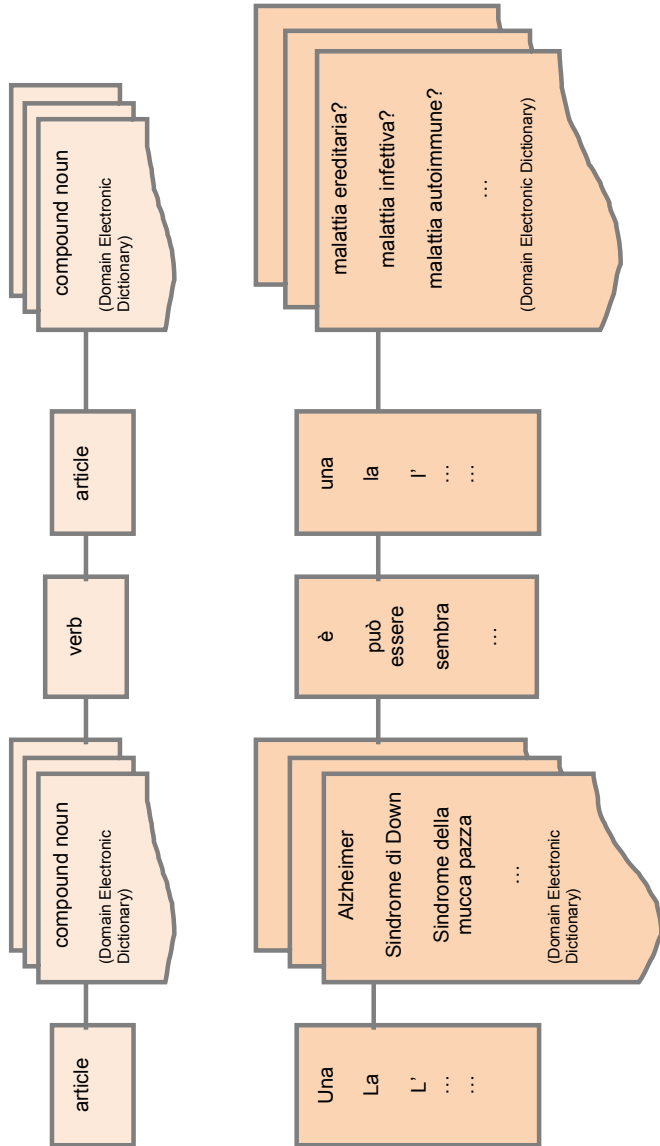 article
compound noun
(Domain Electronic
Dictionary)
verb
article
compound noun
(Domain Electronic
Dictionary)
Una
La
L'
…
…
Alzheimer
Sindrome di Down
Sindrome della
mucca pazza
…
(Domain Electronic
Dictionary)
è
può
essere
sembra
…
una
la
l'
…
…
malattia ereditaria?
malattia infettiva?
malattia autoimmune?
…
(Domain Electronic Dictionary)